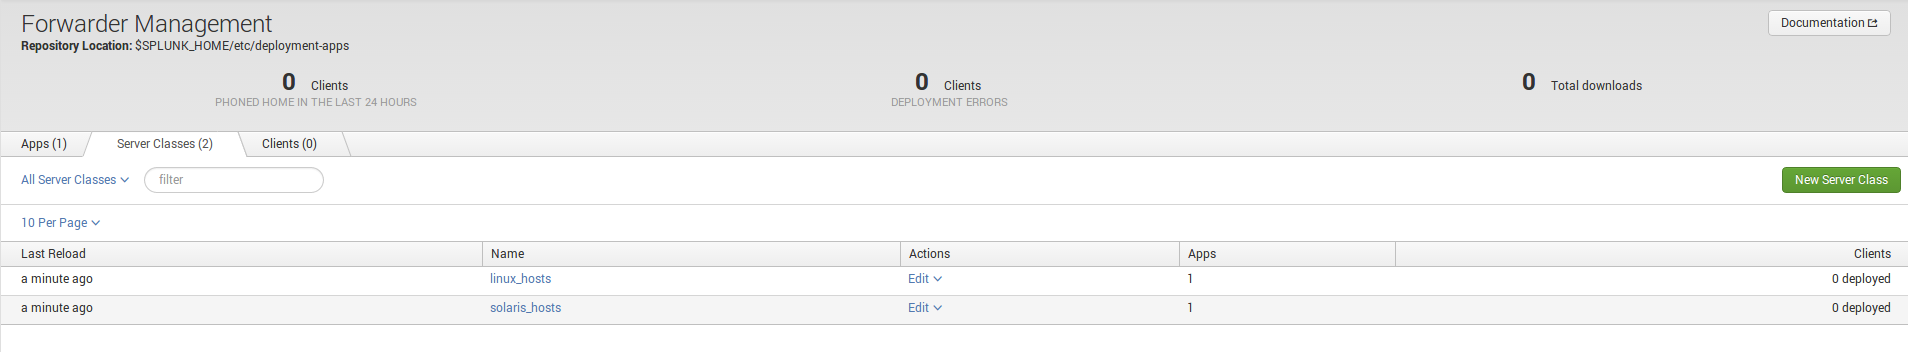 Forwarder Management
Documentation
Repository Location: $SPLUNK_HOME/etc/deployment-apps
0 Clients
PHONED HOME IN THE LAST 24 HOURS
0 Clients
DEPLOYMENT ERRORS
0 Total downloads
Apps (1) Server Classes (2) Clients (0)
All Server Classes filter New Server Class
10 Per Page
Last Reload Name Actions Apps Clients
a minute ago linux_hosts Edit 1 0 deployed
a minute ago solaris_hosts Edit 1 0 deployed